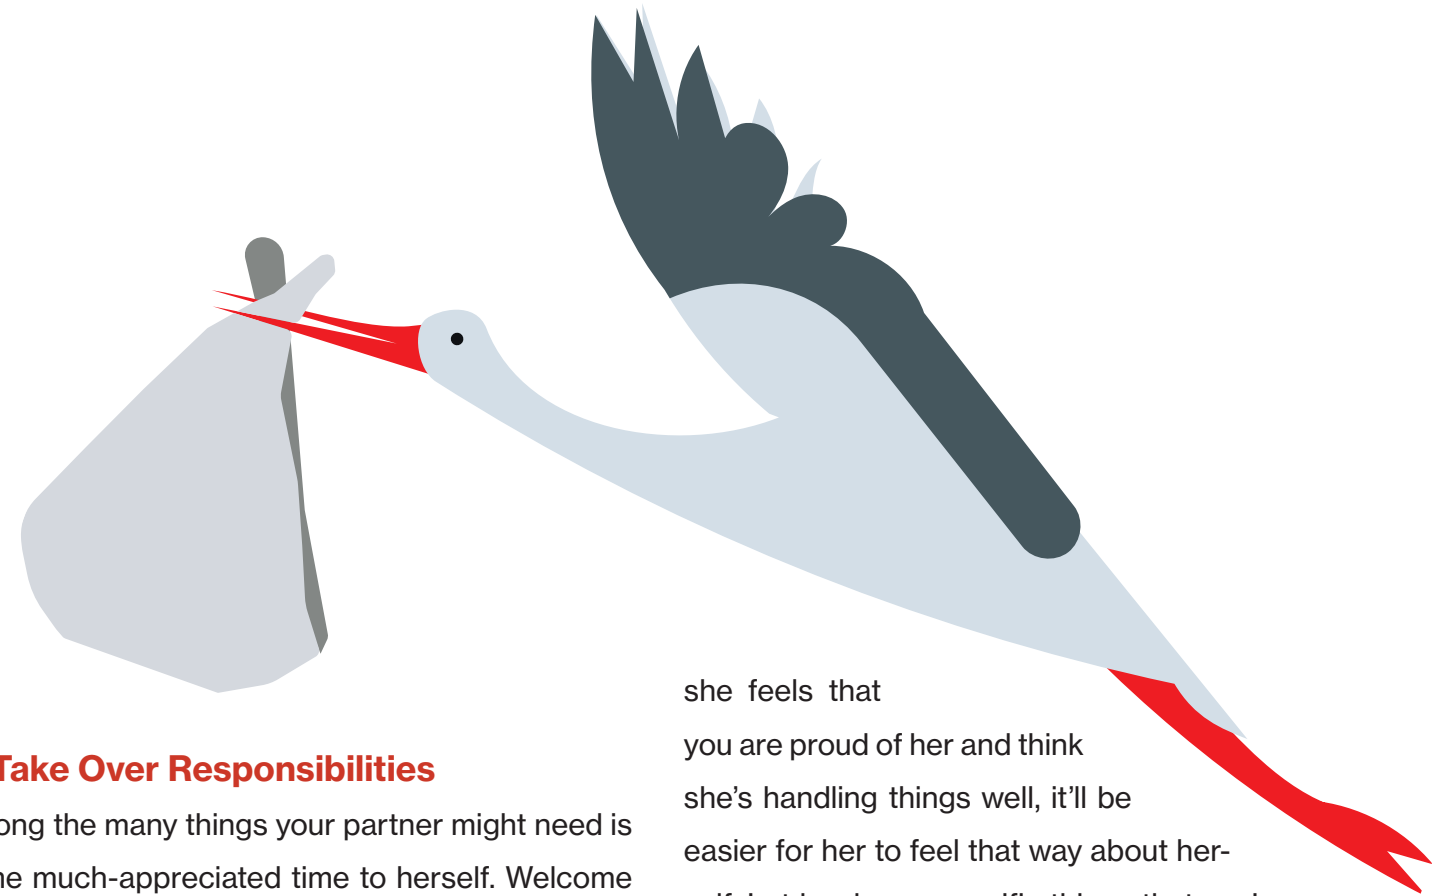 Take Over Responsibilities
ong the many things your partner might need is
me much-appreciated time to herself. Welcome
she feels that
you are proud of her and think
she’s handling things well, it’ll be
easier for her to feel that way about her-